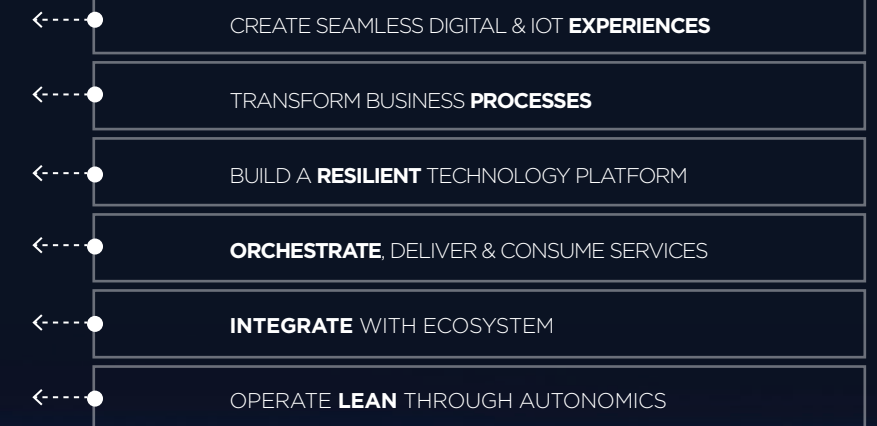 CREATE SEAMLESS DIGITAL & IOT EXPERIENCES
TRANSFORM BUSINESS PROCESSES
BUILD A RESILIENT TECHNOLOGY PLATFORM
ORCHESTRATE, DELIVER & CONSUME SERVICES
INTEGRATE WITH ECOSYSTEM
OPERATE LEAN THROUGH AUTONOMICS